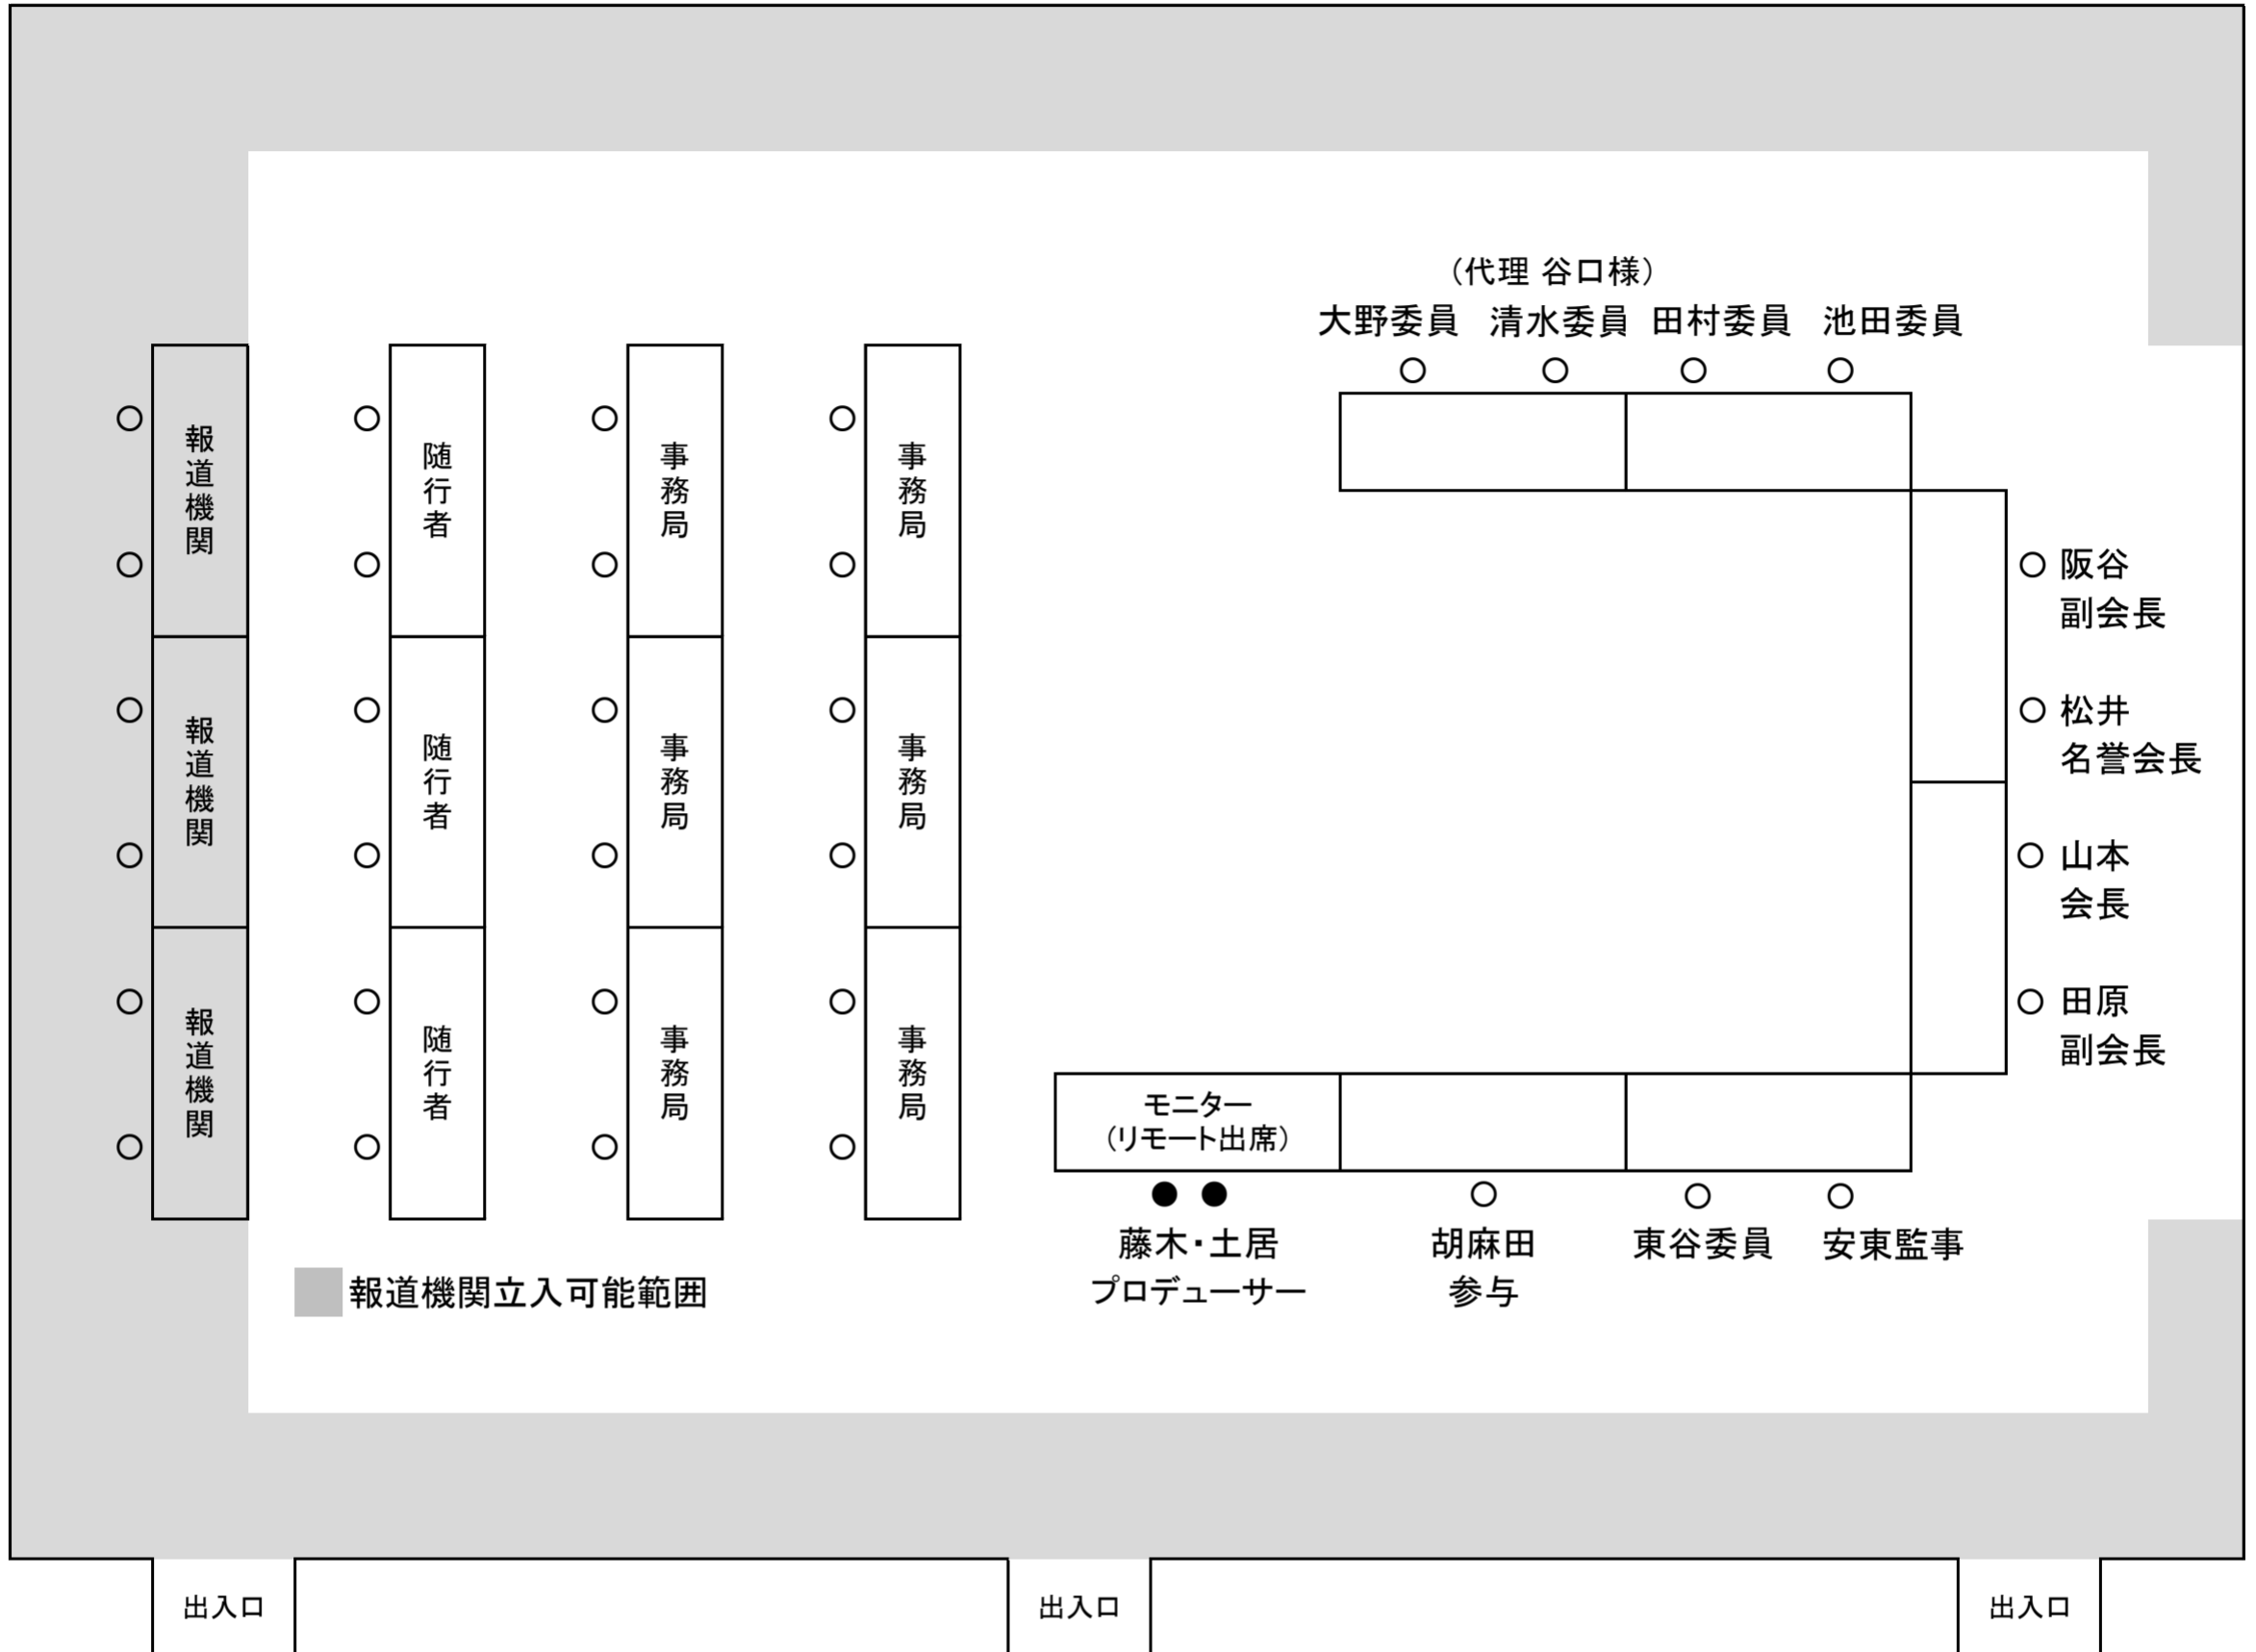 （代理 谷口様）
大野委員 清水委員 田村委員 池田委員
報道機関
随行者
事務局
事務局
阪谷
副会長
報道機関
随行者
事務局
事務局
松井
名誉会長
山本
会長
報道機関
随行者
事務局
事務局
田原
副会長
モニター
（リモート出席）
藤木・土居
プロデューサー
胡麻田
参与
東谷委員
安東監事
報道機関立入可能範囲
出入口
出入口
出入口